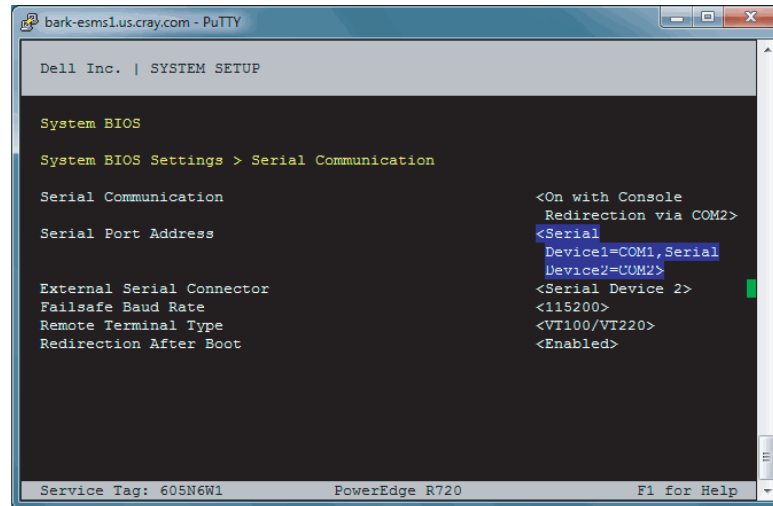 bark-esms1.us.cray.com - PuTTY
Dell Inc. | SYSTEM SETUP
System BIOS
System BIOS Settings > Serial Communication
Serial Communication <On with Console
Redirection via COM2>
Serial Port Address <Serial
Device1=COM1,Serial
Device2=COM2>
External Serial Connector <Serial Device 2>
Failsafe Baud Rate <115200>
Remote Terminal Type <VT100/VT220>
Redirection After Boot <Enabled>
Service Tag: 605N6W1 PowerEdge R720 F1 for Help